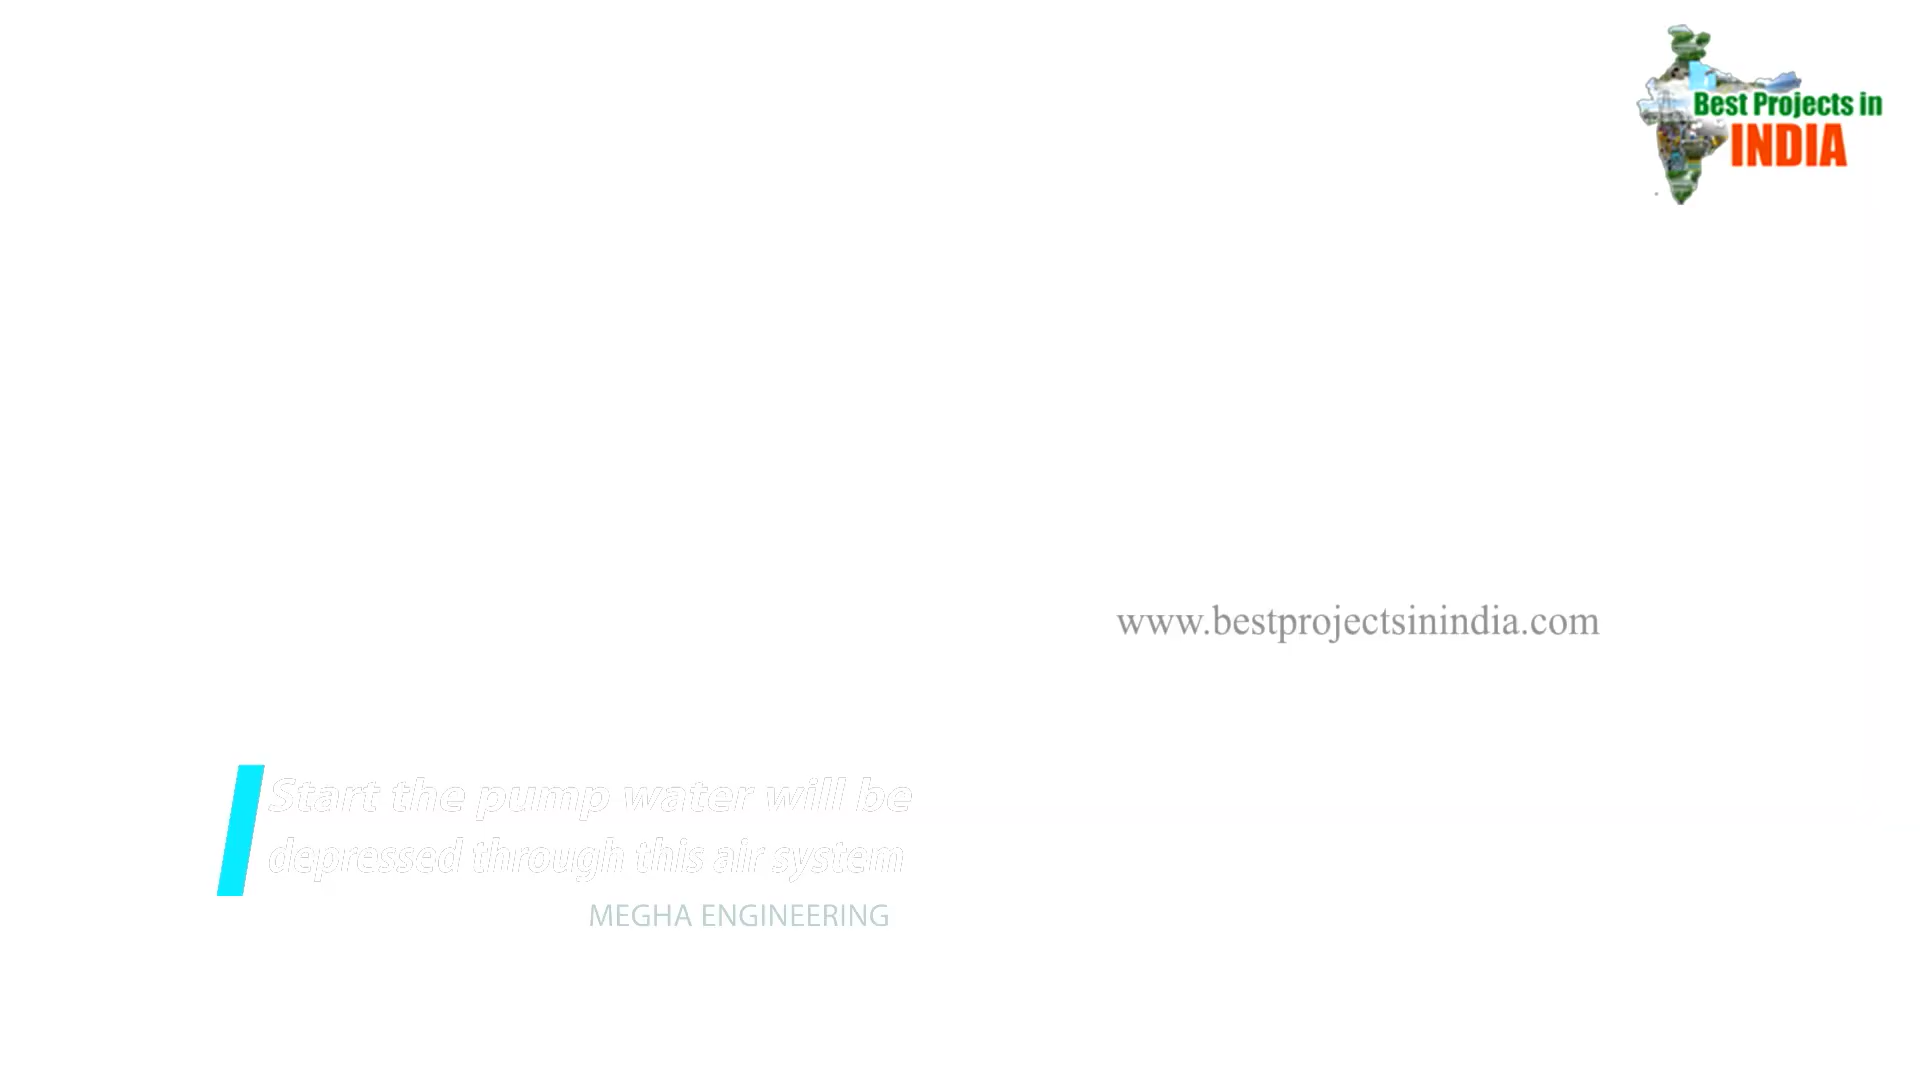 Best Projects in
INDIA
www.bestprojectsinindia.com
Start the pump water will be
depressed through this air system
MEGHA ENGINEERING